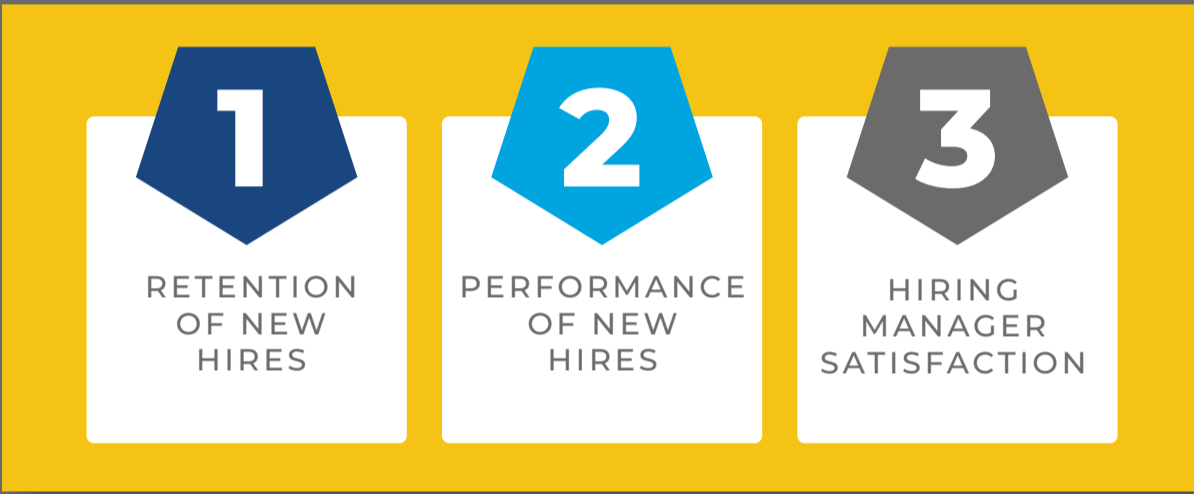 1
RETENTION
OF NEW
HIRES
2
PERFORMANCE
OF NEW
HIRES
3
HIRING
MANAGER
SATISFACTION